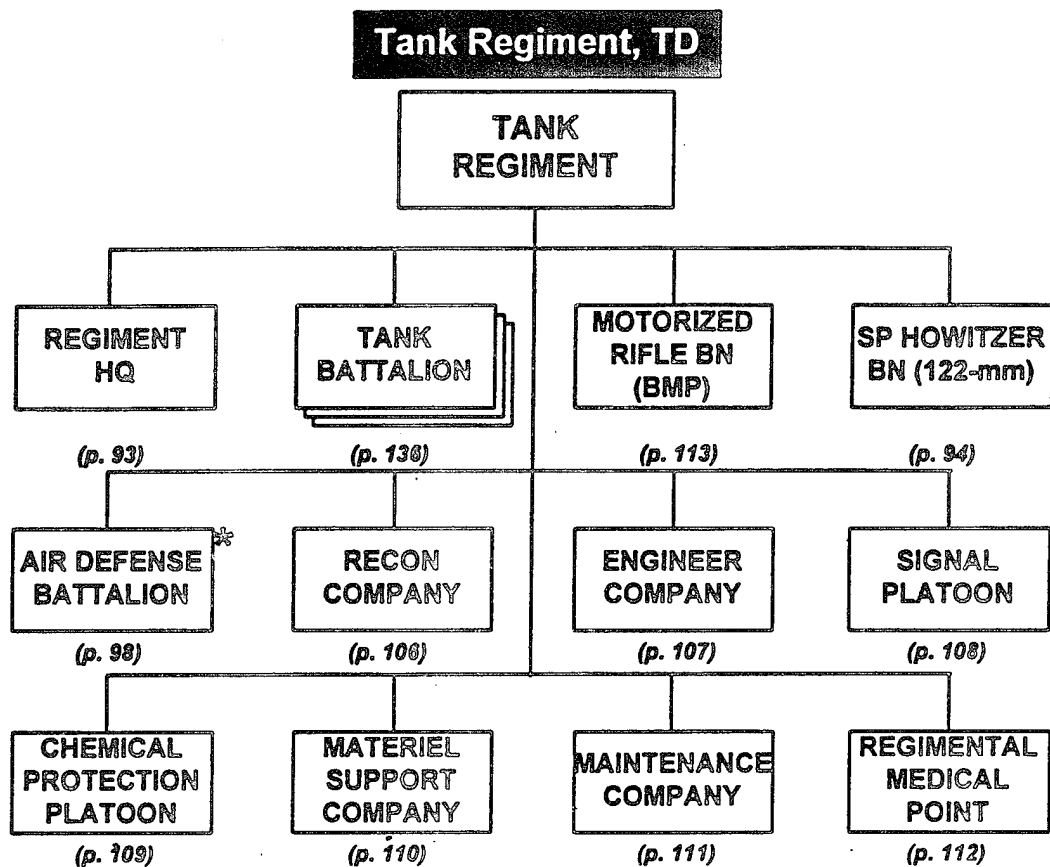 Tank Regiment, TD
TANK
REGIMENT
REGIMENT
HQ
(p. 93)
TANK
BATTALION
(p. 136)
MOTORIZED
RIFLE BN
(BMP)
(p. 113)
SP HOWITZER
BN (122-mm)
(p. 94)
AIR DEFENSE
BATTALION
*
(p. 98)
RECON
COMPANY
(p. 106)
ENGINEER
COMPANY
(p. 107)
SIGNAL
PLATOON
(p. 108)
CHEMICAL
PROTECTION
PLATOON
(p. 109)
MATERIEL
SUPPORT
COMPANY
(p. 110)
MAINTENANCE
COMPANY
(p. 111)
REGIMENTAL
MEDICAL
POINT
(p. 112)